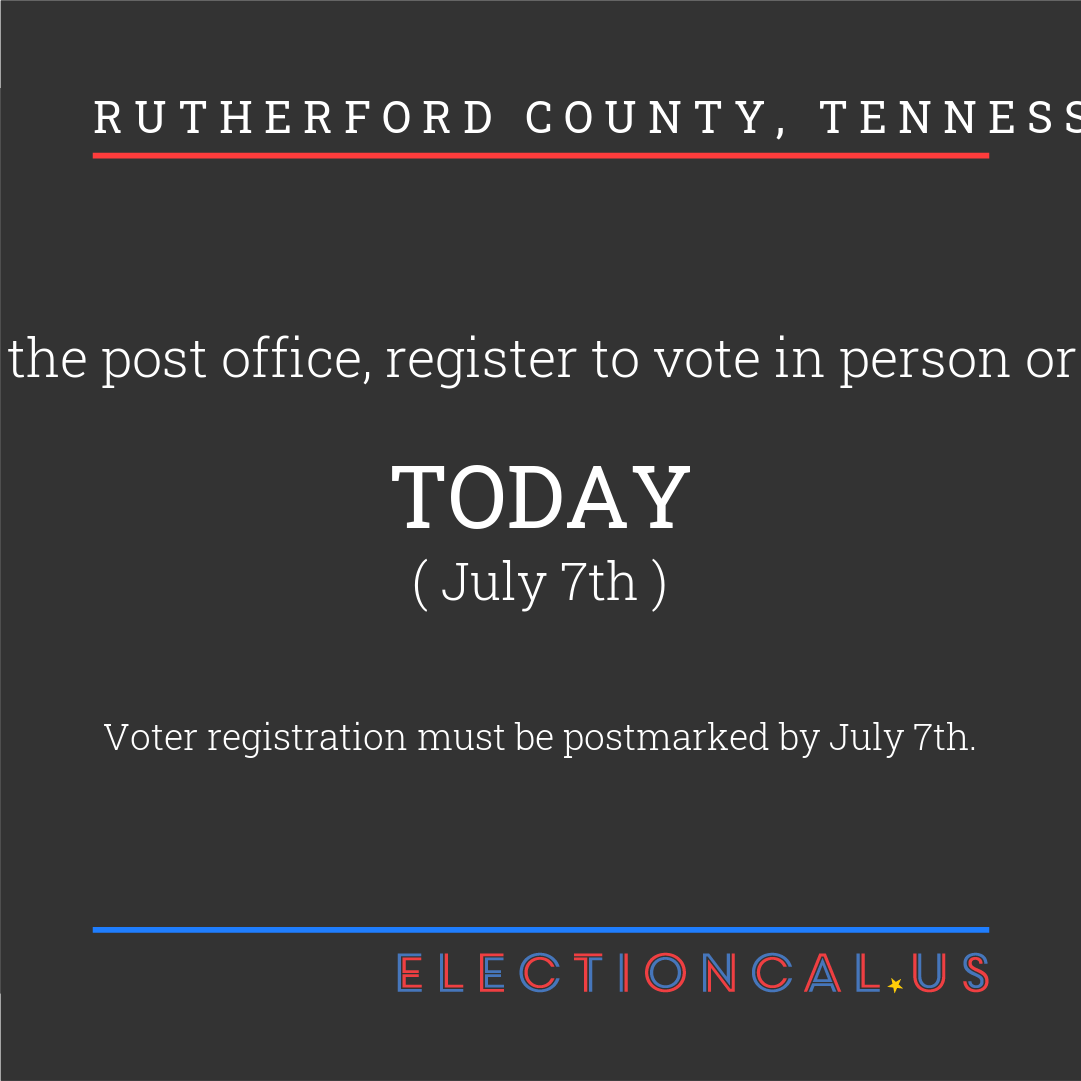 RUTHERFORD COUNTY, TENNESS
the post office, register to vote in person or
TODAY
( July 7th )
Voter registration must be postmarked by July 7th.
ELECTIONCAL.US